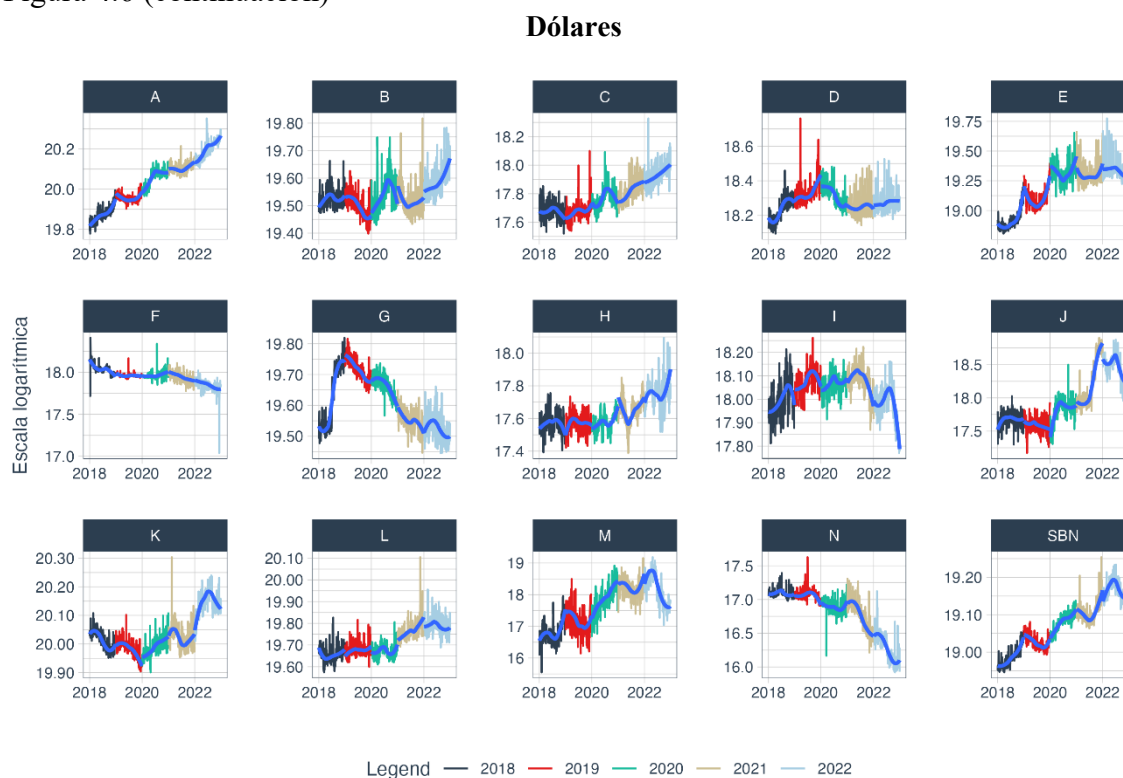 Figura 4.6 (continuación)
Dólares
A B C D E
20.2
20.0
19.8
2018 2020 2022
19.80
19.70
19.60
19.50
19.40
2018 2020 2022
18.2
18.0
17.8
17.6
2018 2020 2022
18.6
18.4
18.2
2018 2020 2022
19.75
19.50
19.25
19.00
2018 2020 2022
Escala logarítmica
F G H I J
18.0
17.5
17.0
2018 2020 2022
19.80
19.70
19.60
19.50
2018 2020 2022
18.0
17.8
17.6
17.4
2018 2020 2022
18.20
18.10
18.00
17.90
17.80
2018 2020 2022
18.5
18.0
17.5
2018 2020 2022
K L M N SBN
20.30
20.20
20.10
20.00
19.90
2018 2020 2022
20.10
20.00
19.90
19.80
19.70
19.60
2018 2020 2022
19
18
17
16
2018 2020 2022
17.5
17.0
16.5
16.0
2018 2020 2022
19.20
19.10
19.00
2018 2020 2022
Legend 2018 2019 2020 2021 2022